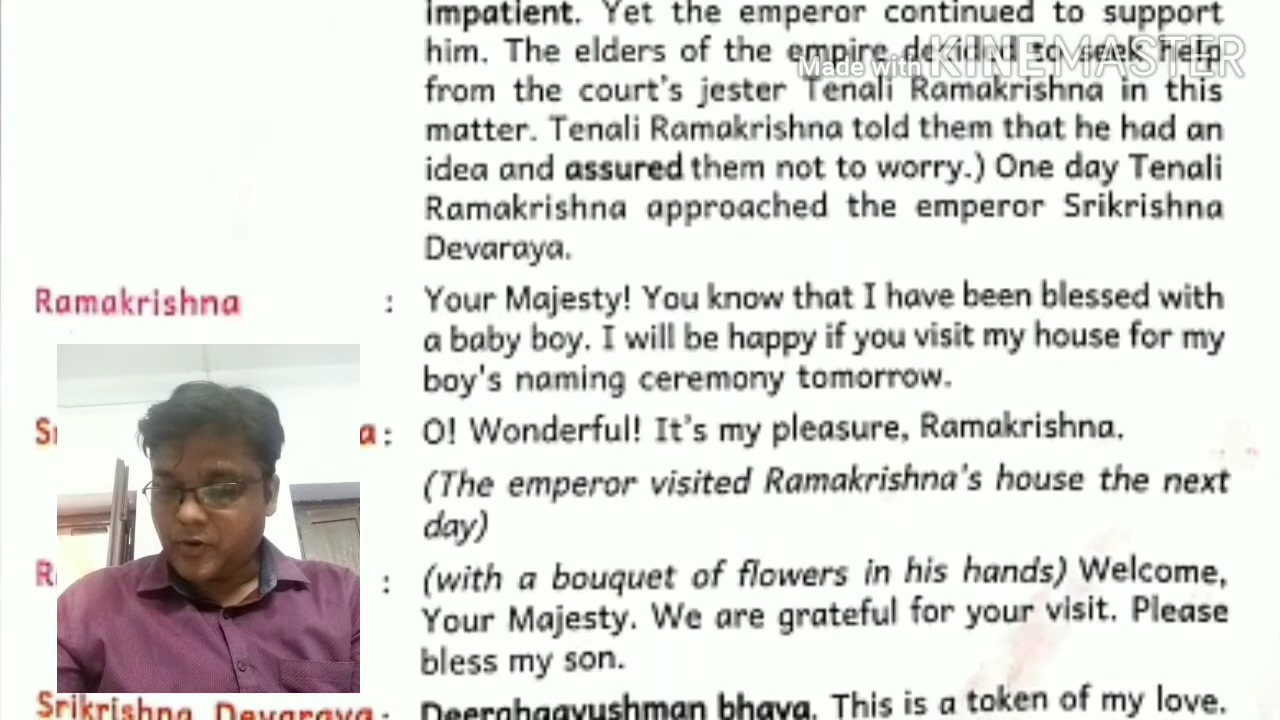 impatient. Yet the emperor continued to support
him. The elders of the empire decided to seek help
Made with KINEMASTER
from the court's jester Tenali Ramakrishna in this
matter. Tenali Ramakrishna told them that he had an
idea and assured them not to worry.) One day Tenali
Ramakrishna approached the emperor Srikrishna
Devaraya.
Ramakrishna : Your Majesty! You know that I have been blessed with
a baby boy. I will be happy if you visit my house for my
boy's naming ceremony tomorrow.
a : O! Wonderful! It's my pleasure, Ramakrishna.
(The emperor visited Ramakrishna's house the next
day)
: (with a bouquet of flowers in his hands) Welcome,
Your Majesty. We are grateful for your visit. Please
bless my son.
Srikrishna Devaraya : Deerghaayushman bhava. This is a token of my love.